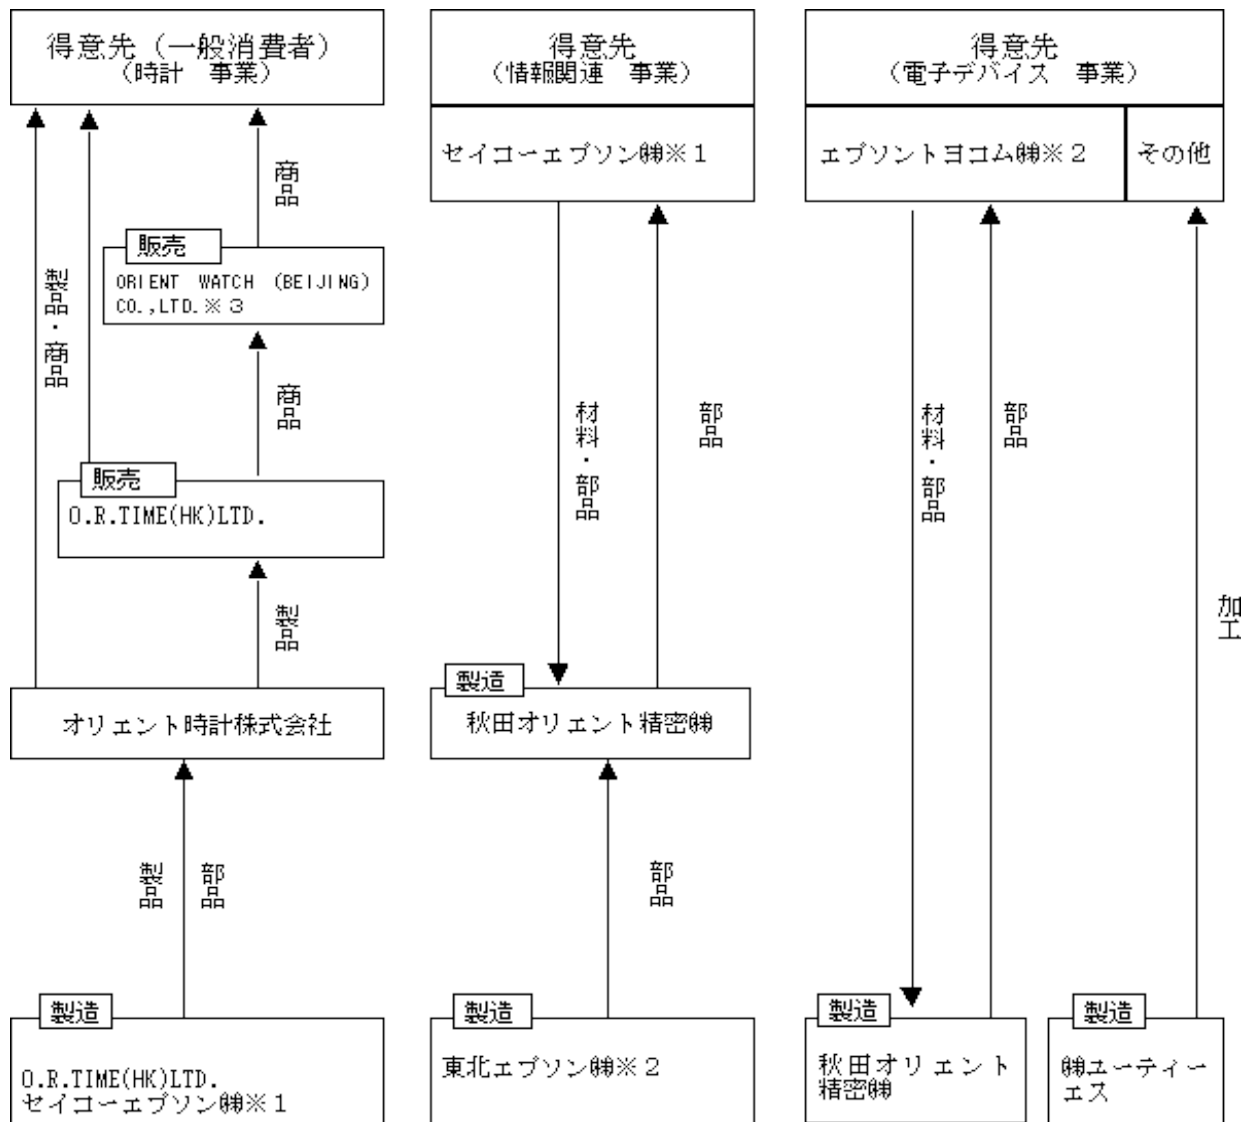 得意先（一般消費者）
（時計　事業）
得意先
（情報関連　事業）
得意先
（電子デバイス　事業）
セイコーエプソン㈱※１
エプソントヨコム㈱※２
その他
商品
販売
ORIENT WATCH (BEIJING)
CO.,LTD.※３
製品・商品
商品
販売
O.R.TIME(HK)LTD.
製品
材料・部品
部品
材料・部品
部品
加工
オリエント時計株式会社
製造
秋田オリエント精密㈱
製品
部品
部品
製造
O.R.TIME(HK)LTD.
セイコーエプソン㈱※１
製造
東北エプソン㈱※２
製造
秋田オリエント
精密㈱
製造
㈱ユーティー
エス